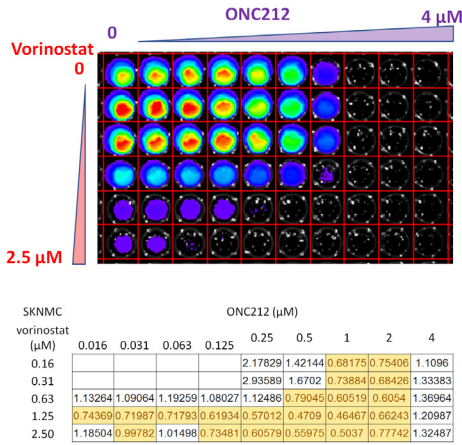 ONC212
0 4 µM
Vorinostat
0
2.5 µM
SKNMC ONC212 (µM)
vorinostat
(µM) 0.016 0.031 0.063 0.125 0.25 0.5 1 2 4
0.16 2.17829 1.42144 0.68175 0.75406 1.1096
0.31 2.93589 1.6702 0.73884 0.68426 1.33383
0.63 1.13264 1.09064 1.19259 1.08027 1.12486 0.79045 0.60519 0.6054 1.36964
1.25 0.74369 0.71987 0.71793 0.61934 0.57012 0.4709 0.46467 0.66243 1.20987
2.50 1.18504 0.99782 1.01498 0.73481 0.60579 0.55975 0.5037 0.77742 1.32487